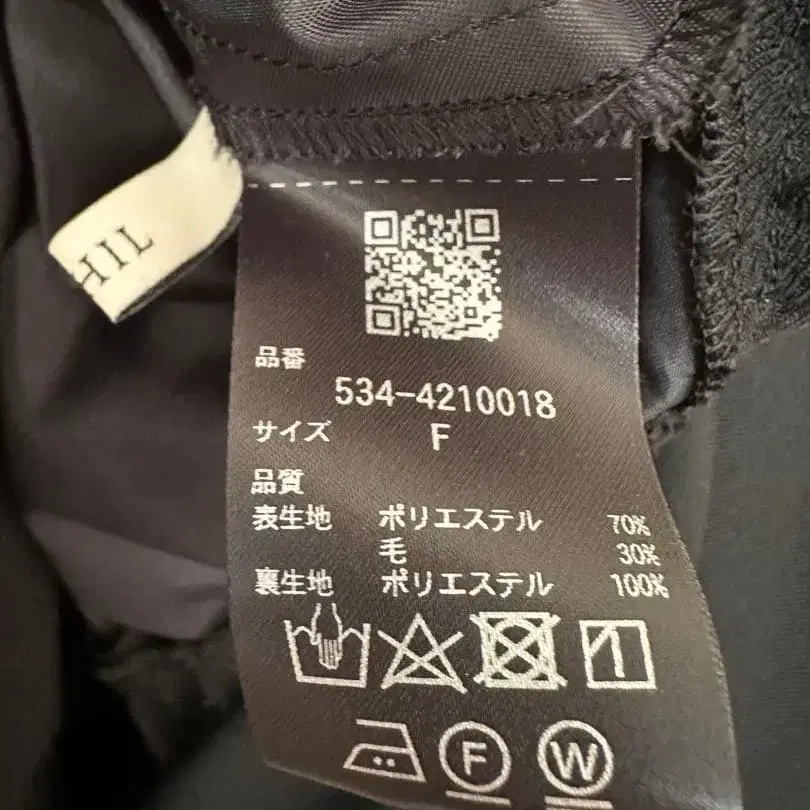 HIL
品番
534-4210018
サイズ F
品質
表生地 ポリエステル 70%
毛 30%
裏生地 ポリエステル 100%
F W